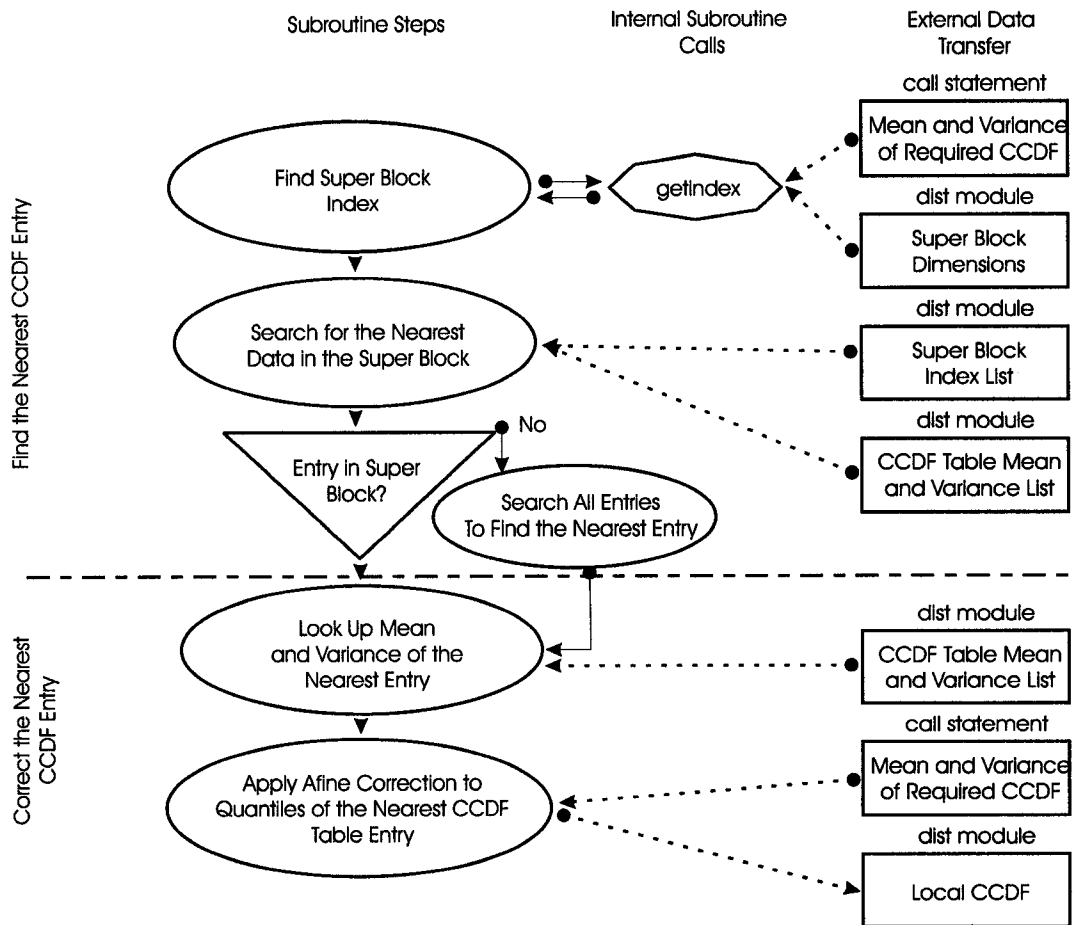 Subroutine Steps
Internal Subroutine
Calls
External Data
Transfer
call statement
Mean and Variance
of Required CCDF
Find Super Block
Index
getindex
dist module
Super Block
Dimensions
Find the Nearest CCDF Entry
Search for the Nearest
Data in the Super Block
dist module
Super Block
Index List
Entry in Super
Block?
No
Search All Entries
To Find the Nearest Entry
dist module
CCDF Table Mean
and Variance List
Correct the Nearest
CCDF Entry
Look Up Mean
and Variance of the
Nearest Entry
dist module
CCDF Table Mean
and Variance List
Apply Afine Correction to
Quantiles of the Nearest CCDF
Table Entry
call statement
Mean and Variance
of Required CCDF
dist module
Local CCDF